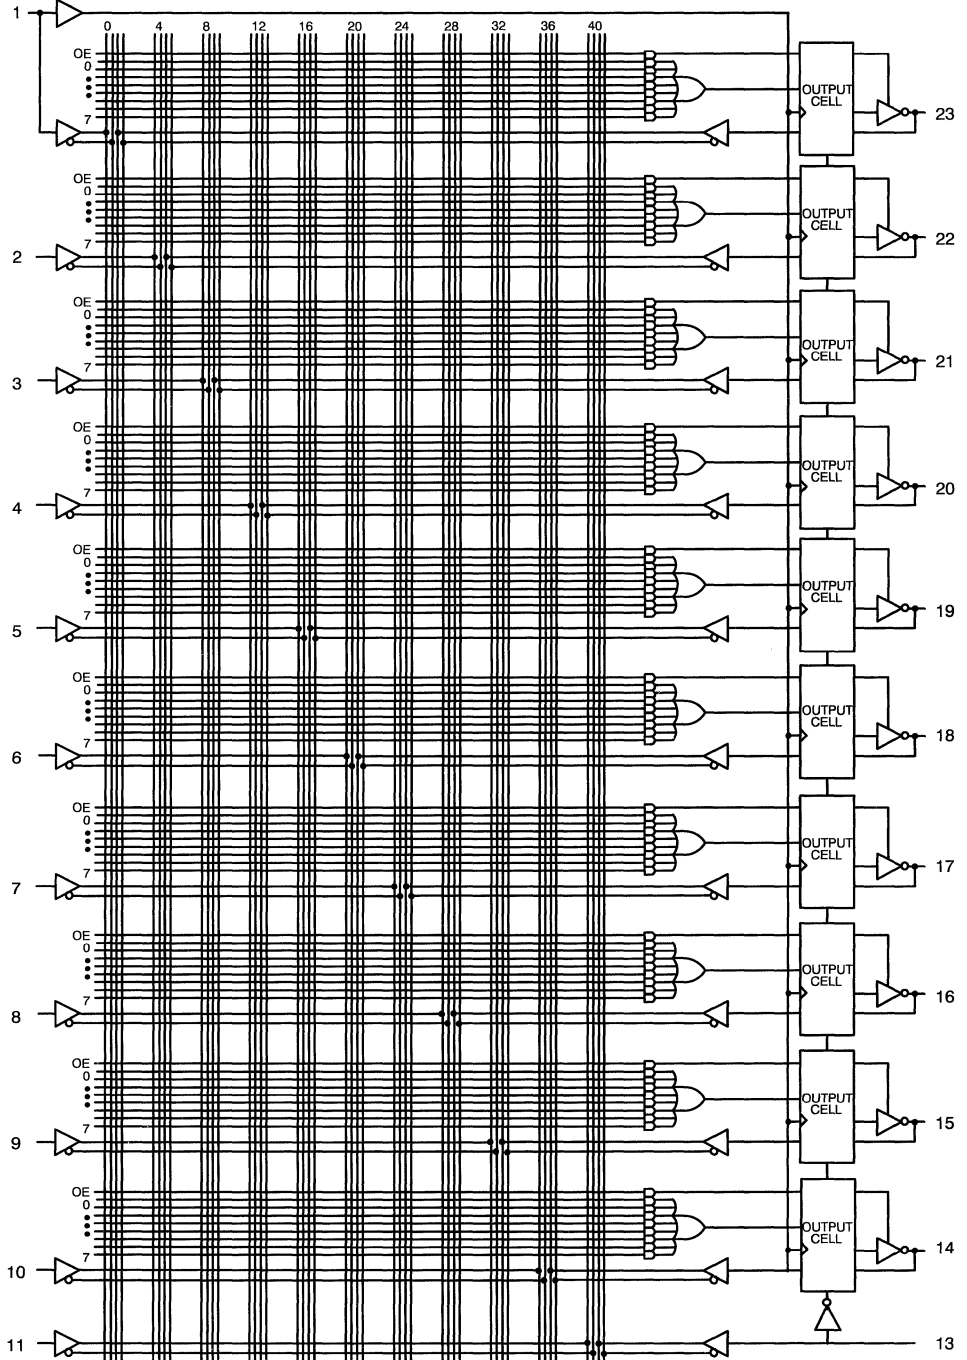 1
0 4 8 12 16 20 24 28 32 36 40
OE
0
7
OUTPUT
CELL
23
OE
0
7
OUTPUT
CELL
2
22
OE
0
7
OUTPUT
CELL
3
21
OE
0
7
OUTPUT
CELL
4
20
OE
0
7
OUTPUT
CELL
5
19
OE
0
7
OUTPUT
CELL
6
18
OE
0
7
OUTPUT
CELL
7
17
OE
0
7
OUTPUT
CELL
8
16
OE
0
7
OUTPUT
CELL
9
15
OE
0
7
OUTPUT
CELL
10
14
11
13